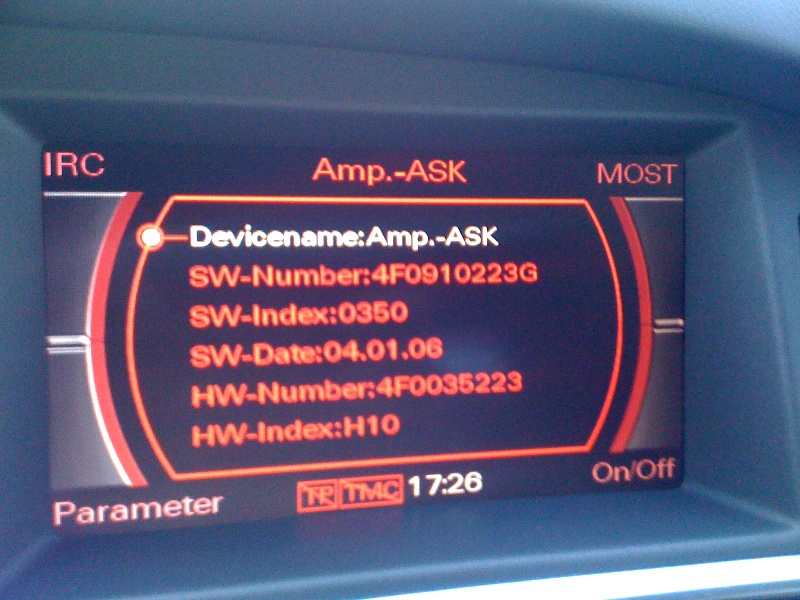 IRC Amp.-ASK MOST
Devicename:Amp.-ASK
SW-Number:4F0910223G
SW-Index:0350
SW-Date:04.01.06
HW-Number:4F0035223
HW-Index:H10
Parameter TP TMC 17:26 On/Off